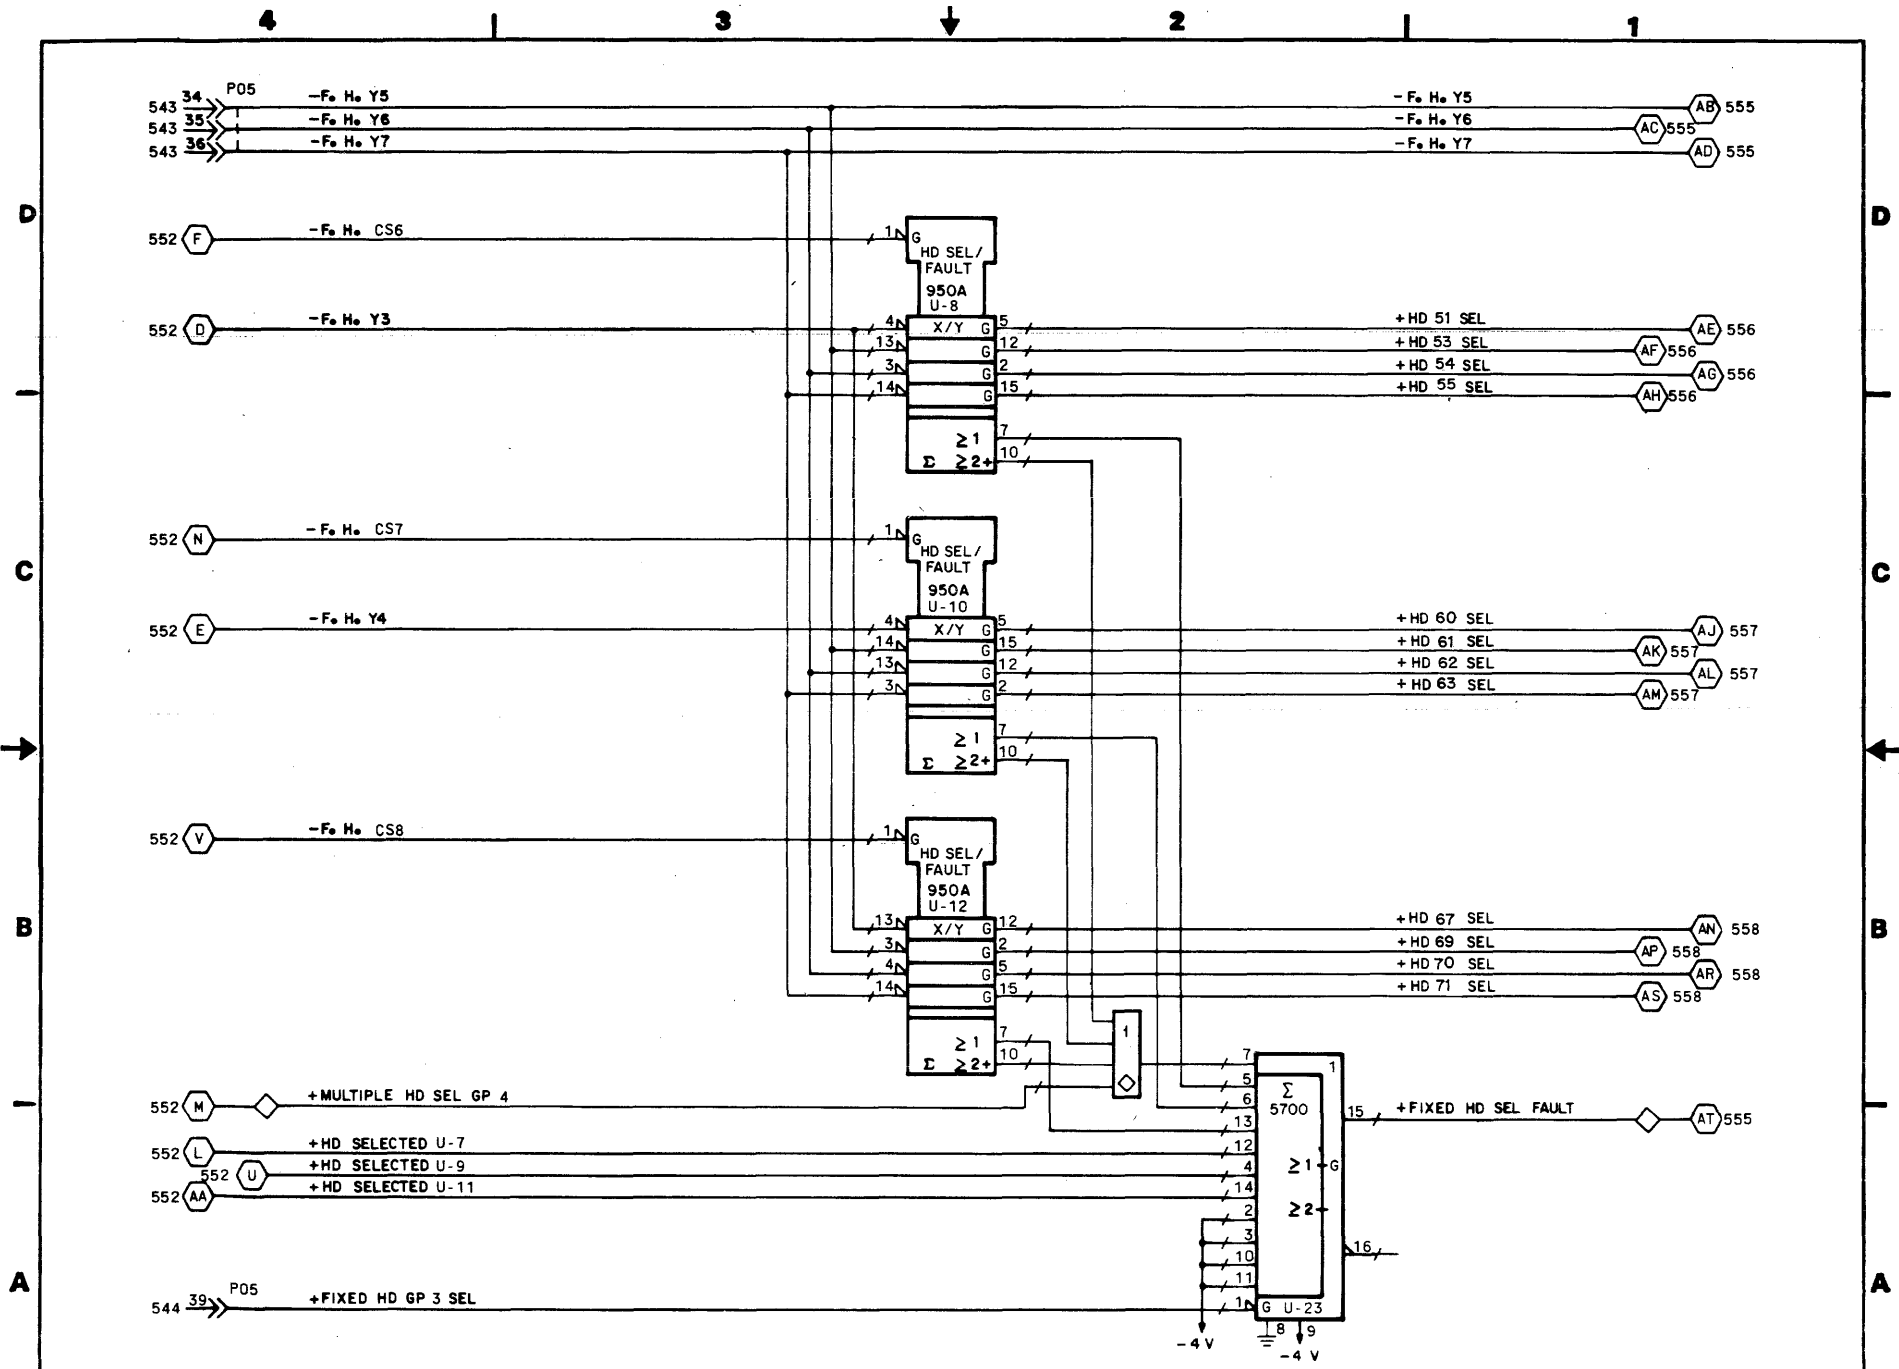 4 3 2 1
P05
543 34 -F. H. Y5 -F. H. Y5 AB 555
543 35 -F. H. Y6 -F. H. Y6 AC 555
543 36 -F. H. Y7 -F. H. Y7 AD 555
D D
552 F -F. H. CS6 1 G
HD SEL/
FAULT
950A
U-8
552 D -F. H. Y3 4 X/Y G 5 +HD 51 SEL AE 556
13 G 12 +HD 53 SEL AF 556
3 G 2 +HD 54 SEL AG 556
14 G 15 +HD 55 SEL AH 556
≥1 7
Σ ≥2+ 10
552 N -F. H. CS7 1 G
HD SEL/
FAULT
C C
950A
U-10
552 E -F. H. Y4 4 X/Y G 5 +HD 60 SEL AJ 557
14 G 15 +HD 61 SEL AK 557
13 G 12 +HD 62 SEL AL 557
3 G 2 +HD 63 SEL AM 557
≥1 7
Σ ≥2+ 10
552 V -F. H. CS8 1 G
HD SEL/
FAULT
950A
U-12
B B
13 X/Y G 12 +HD 67 SEL AN 558
3 G 2 +HD 69 SEL AP 558
4 G 5 +HD 70 SEL AR 558
14 G 15 +HD 71 SEL AS 558
1
≥1 7
Σ ≥2+ 10
7 1
5 Σ
552 M +MULTIPLE HD SEL GP 4 6 5700
15 +FIXED HD SEL FAULT AT 555
13
552 L +HD SELECTED U-7 12
552 U +HD SELECTED U-9 4 ≥1 G
552 AA +HD SELECTED U-11 14
2 ≥2
3
16
10
11
A A
P05
544 39 +FIXED HD GP 3 SEL 1 G U-23
8 9
-4 V
-4 V